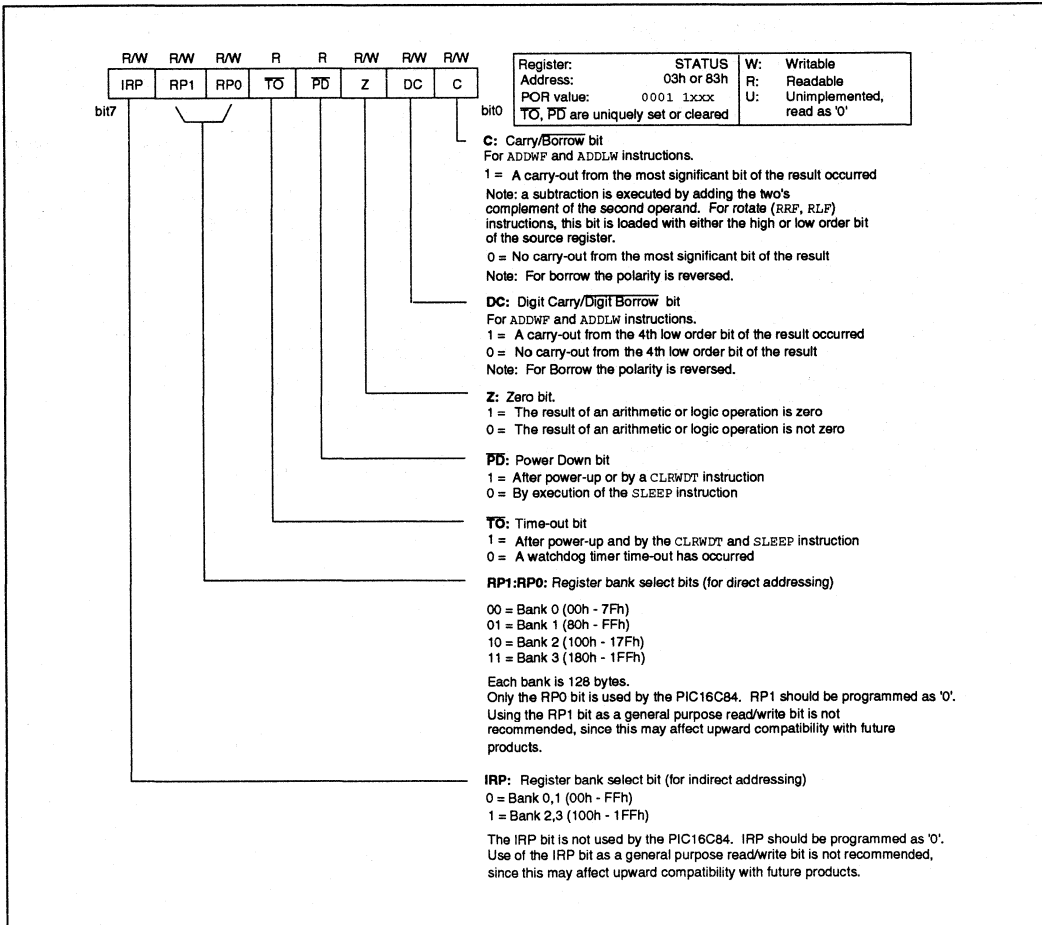 R/W R/W R/W R R R/W R/W R/W
IRP RP1 RP0 T̅O̅ P̅D̅ Z DC C
bit7 bit0
Register: STATUS W: Writable
Address: 03h or 83h R: Readable
POR value: 0001 1xxx U: Unimplemented,
T̅O̅, P̅D̅ are uniquely set or cleared read as '0'
C: Carry/B̅o̅r̅r̅o̅w̅ bit
For ADDWF and ADDLW instructions.
1 = A carry-out from the most significant bit of the result occurred
Note: a subtraction is executed by adding the two's
complement of the second operand. For rotate (RRF, RLF)
instructions, this bit is loaded with either the high or low order bit
of the source register.
0 = No carry-out from the most significant bit of the result
Note: For borrow the polarity is reversed.
DC: Digit Carry/D̅i̅g̅i̅t̅ ̅B̅o̅r̅r̅o̅w̅ bit
For ADDWF and ADDLW instructions.
1 = A carry-out from the 4th low order bit of the result occurred
0 = No carry-out from the 4th low order bit of the result
Note: For Borrow the polarity is reversed.
Z: Zero bit.
1 = The result of an arithmetic or logic operation is zero
0 = The result of an arithmetic or logic operation is not zero
P̅D̅: Power Down bit
1 = After power-up or by a CLRWDT instruction
0 = By execution of the SLEEP instruction
T̅O̅: Time-out bit
1 = After power-up and by the CLRWDT and SLEEP instruction
0 = A watchdog timer time-out has occurred
RP1:RP0: Register bank select bits (for direct addressing)
00 = Bank 0 (00h - 7Fh)
01 = Bank 1 (80h - FFh)
10 = Bank 2 (100h - 17Fh)
11 = Bank 3 (180h - 1FFh)
Each bank is 128 bytes.
Only the RP0 bit is used by the PIC16C84. RP1 should be programmed as '0'.
Using the RP1 bit as a general purpose read/write bit is not
recommended, since this may affect upward compatibility with future
products.
IRP: Register bank select bit (for indirect addressing)
0 = Bank 0,1 (00h - FFh)
1 = Bank 2,3 (100h - 1FFh)
The IRP bit is not used by the PIC16C84. IRP should be programmed as '0'.
Use of the IRP bit as a general purpose read/write bit is not recommended,
since this may affect upward compatibility with future products.